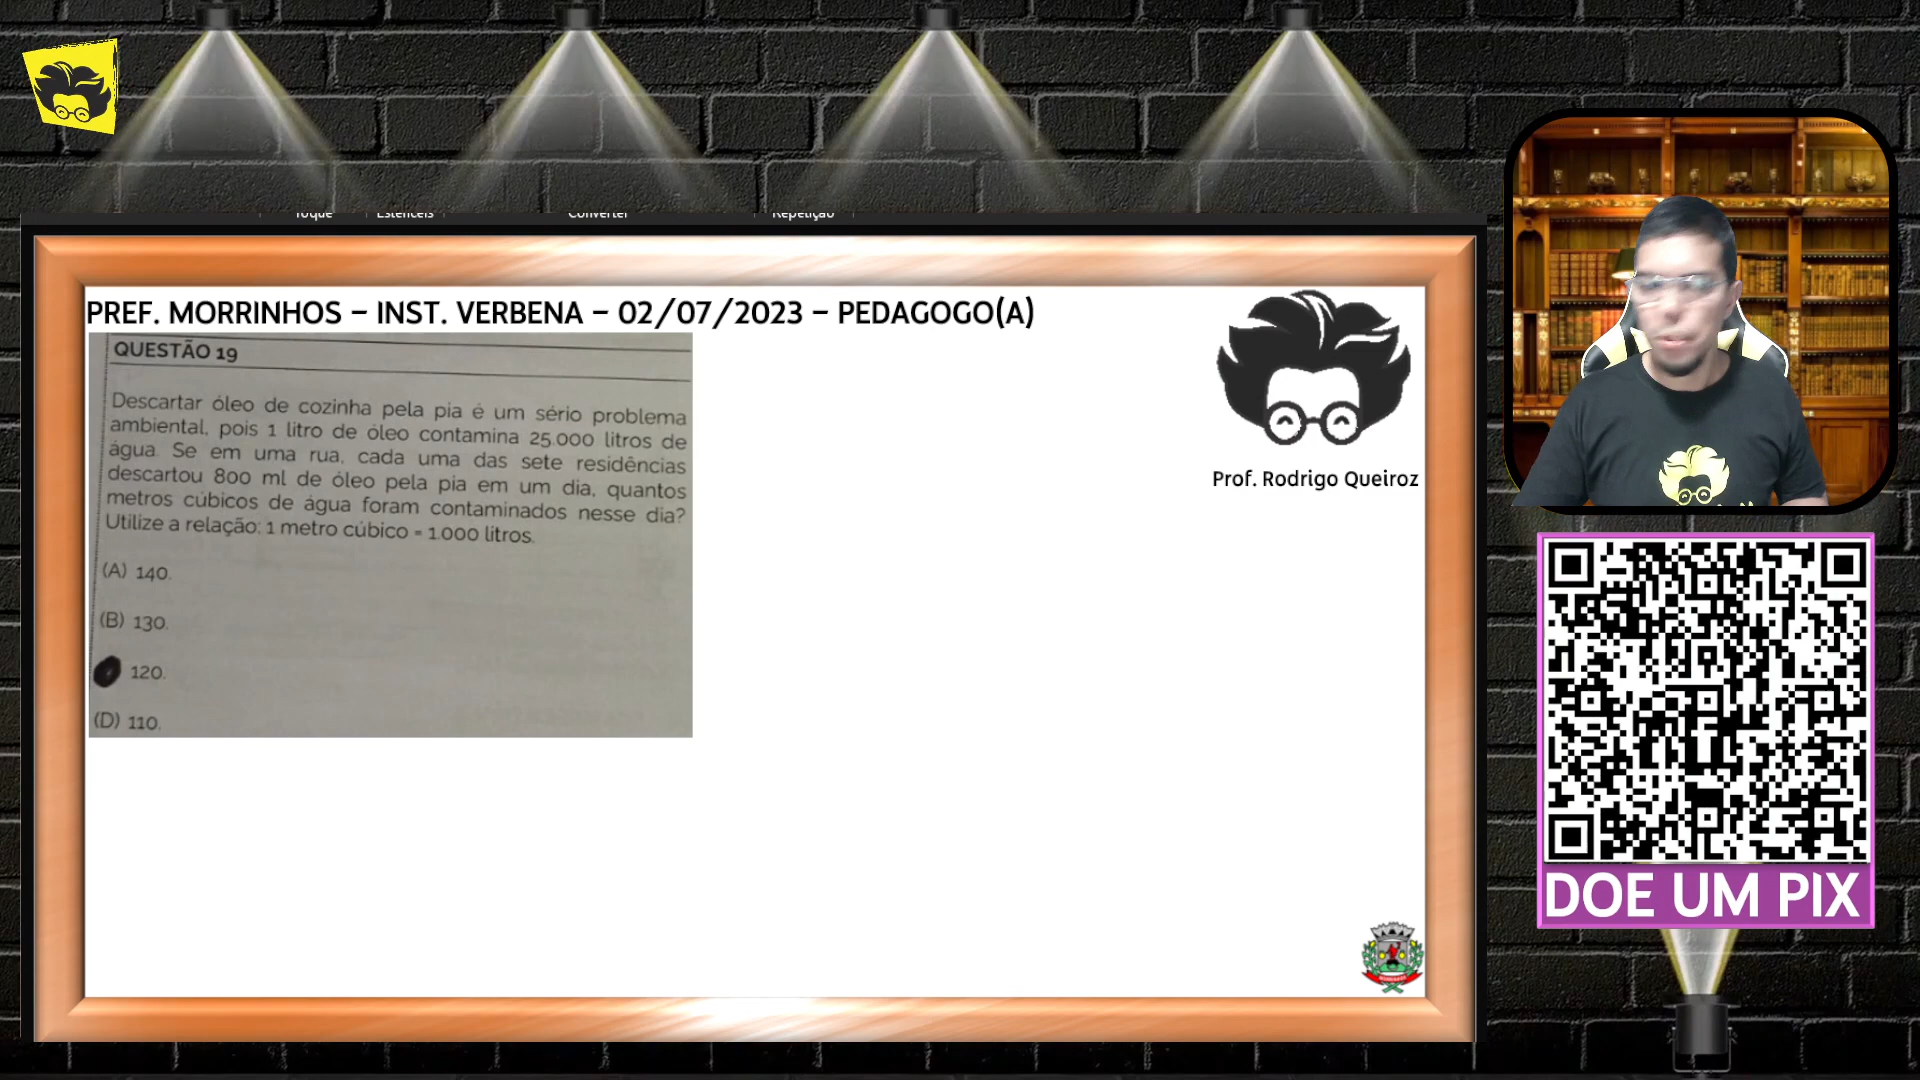 Toque Estênceis Converter Repetição
PREF. MORRINHOS – INST. VERBENA – 02/07/2023 – PEDAGOGO(A)
QUESTÃO 19
Descartar óleo de cozinha pela pia é um sério problema
ambiental, pois 1 litro de óleo contamina 25.000 litros de
água. Se em uma rua, cada uma das sete residências
descartou 800 ml de óleo pela pia em um dia, quantos
metros cúbicos de água foram contaminados nesse dia?
Utilize a relação: 1 metro cúbico = 1.000 litros.
(A) 140.
(B) 130.
120.
(D) 110.
Prof. Rodrigo Queiroz
DOE UM PIX